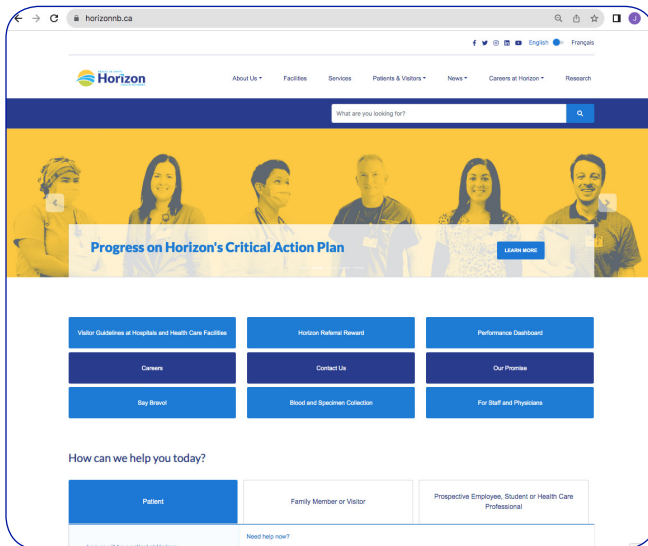 horizonnb.ca
J
English
Français
Horizon
About Us
Facilities
Services
Patients & Visitors
News
Careers at Horizon
Research
What are you looking for?
Progress on Horizon's Critical Action Plan
LEARN MORE
Visitor Guidelines at Hospitals and Health Care Facilities
Horizon Referral Reward
Performance Dashboard
Careers
Contact Us
Our Promise
Say Bravo!
Blood and Specimen Collection
For Staff and Physicians
How can we help you today?
Patient
Family Member or Visitor
Prospective Employee, Student or Health Care
Professional
Need help now?